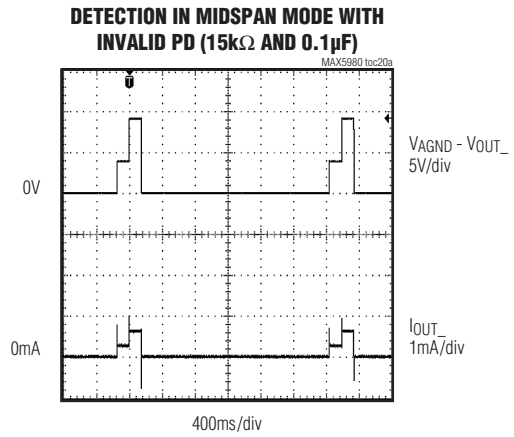 DETECTION IN MIDSPAN MODE WITH
INVALID PD (15kΩ AND 0.1µF)
MAX5980 toc20a
T
VAGND - VOUT_
5V/div
0V
IOUT_
1mA/div
0mA
400ms/div